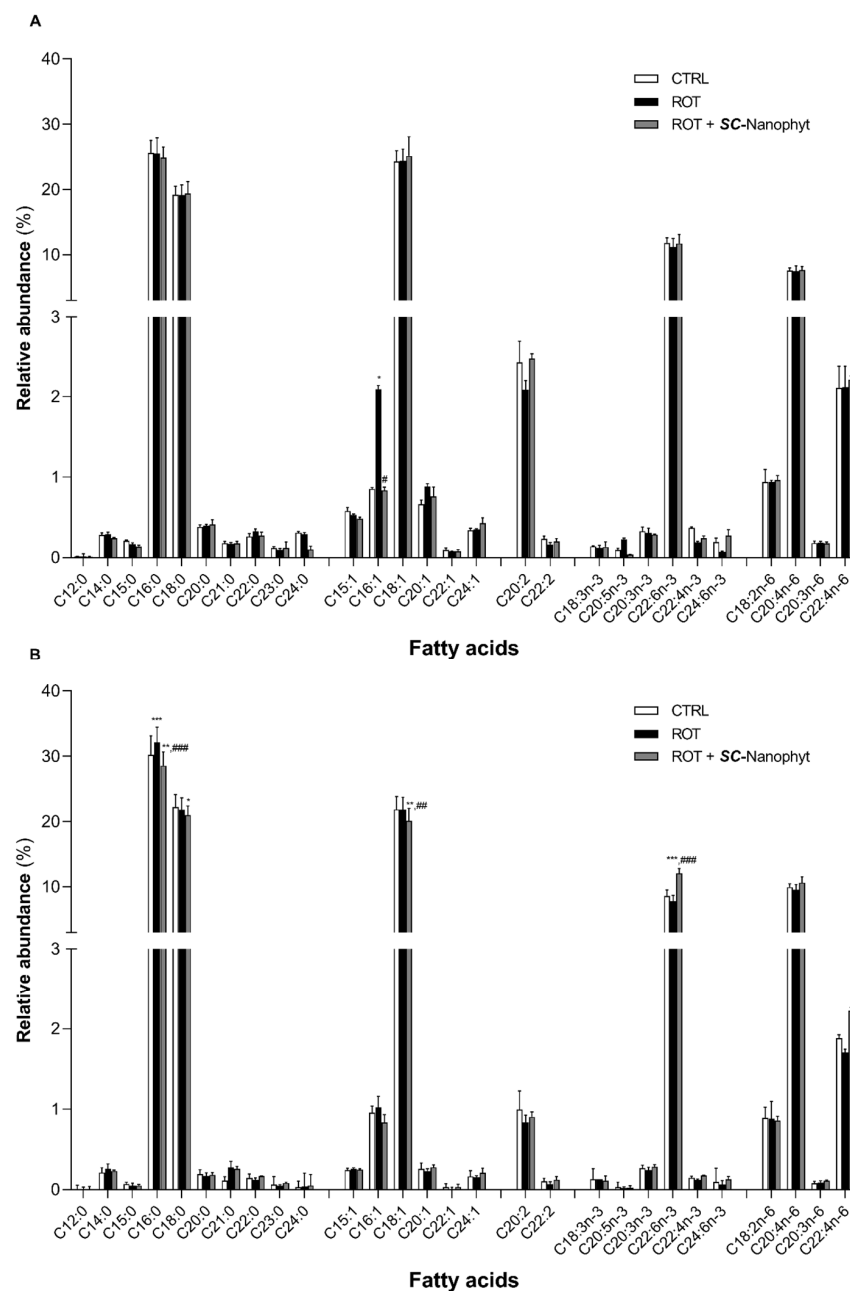 A
40
30
20
10
3
2
1
0
Relative abundance (%)
CTRL
ROT
ROT + SC-Nanophyt
*
#
C12:0
C14:0
C15:0
C16:0
C18:0
C20:0
C21:0
C22:0
C23:0
C24:0
C15:1
C16:1
C18:1
C20:1
C22:1
C24:1
C20:2
C22:2
C18:3n-3
C20:5n-3
C20:3n-3
C22:6n-3
C22:4n-3
C24:6n-3
C18:2n-6
C20:4n-6
C20:3n-6
C22:4n-6
Fatty acids
B
40
30
20
10
3
2
1
0
Relative abundance (%)
CTRL
ROT
ROT + SC-Nanophyt
***
**,###
*
**,##
***,###
C12:0
C14:0
C15:0
C16:0
C18:0
C20:0
C21:0
C22:0
C23:0
C24:0
C15:1
C16:1
C18:1
C20:1
C22:1
C24:1
C20:2
C22:2
C18:3n-3
C20:5n-3
C20:3n-3
C22:6n-3
C22:4n-3
C24:6n-3
C18:2n-6
C20:4n-6
C20:3n-6
C22:4n-6
Fatty acids